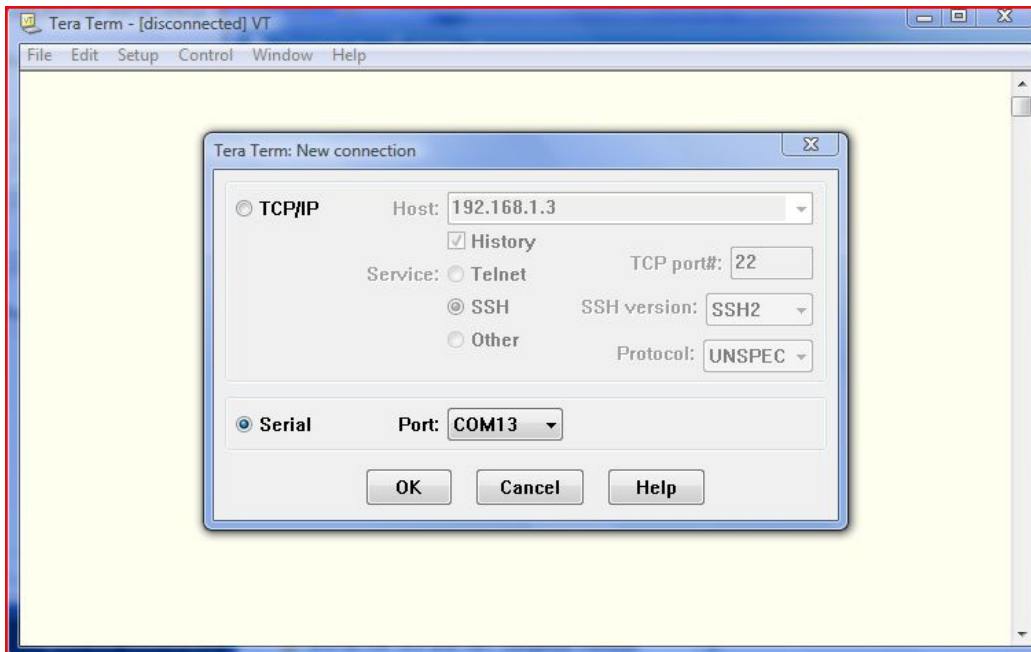 Tera Term - [disconnected] VT
File Edit Setup Control Window Help
Tera Term: New connection
TCP/IP Host: 192.168.1.3
History
Service: Telnet TCP port#: 22
SSH SSH version: SSH2
Other Protocol: UNSPEC
Serial Port: COM13
OK Cancel Help